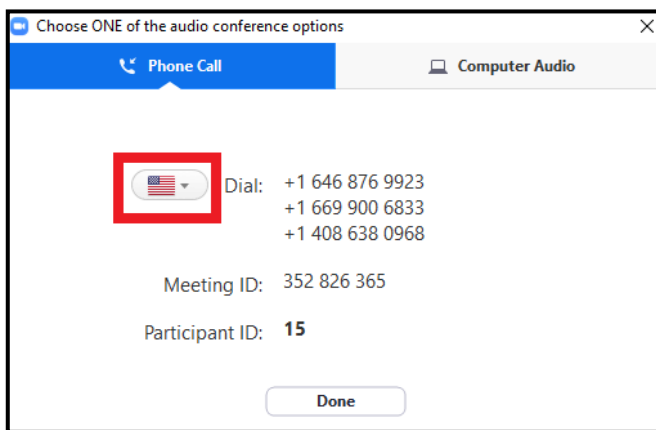 Choose ONE of the audio conference options
Phone Call
Computer Audio
Dial: +1 646 876 9923
+1 669 900 6833
+1 408 638 0968
Meeting ID: 352 826 365
Participant ID: 15
Done